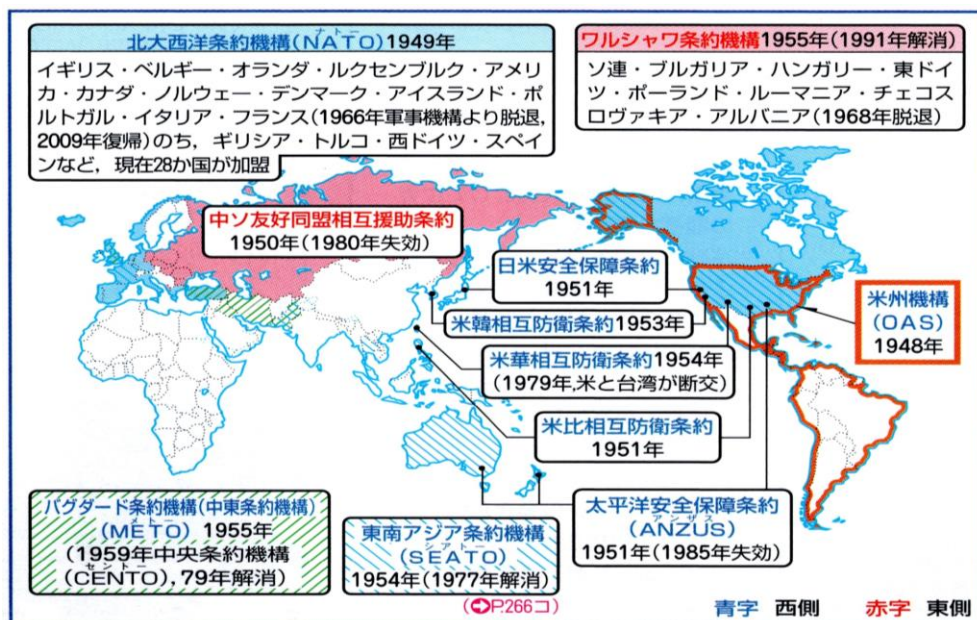 北大西洋条約機構(NATO)1949年
ナトー
イギリス・ベルギー・オランダ・ルクセンブルク・アメリ
カ・カナダ・ノルウェー・デンマーク・アイスランド・ポ
ルトガル・イタリア・フランス(1966年軍事機構より脱退,
2009年復帰)のち,ギリシア・トルコ・西ドイツ・スペイ
ンなど,現在28か国が加盟
ワルシャワ条約機構1955年(1991年解消)
ソ連・ブルガリア・ハンガリー・東ドイ
ツ・ポーランド・ルーマニア・チェコス
ロヴァキア・アルバニア(1968年脱退)
中ソ友好同盟相互援助条約
1950年(1980年失効)
日米安全保障条約
1951年
米韓相互防衛条約1953年
米華相互防衛条約1954年
(1979年,米と台湾が断交)
米比相互防衛条約
1951年
米州機構
(OAS)
1948年
バグダード条約機構(中東条約機構)
メトー
(METO) 1955年
(1959年中央条約機構
セントー
(CENTO),79年解消)
東南アジア条約機構
シアトー
(SEATO)
1954年(1977年解消)
(➲P.266コ)
太平洋安全保障条約
アンザス
(ANZUS)
1951年(1985年失効)
青字 西側 赤字 東側